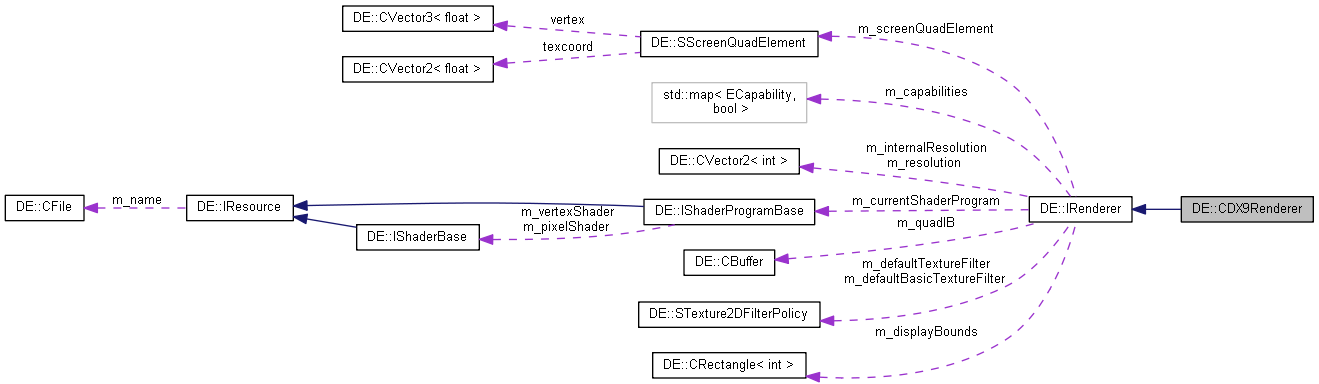 DE::CVector3< float >
vertex
DE::CVector2< float >
texcoord
DE::SScreenQuadElement
m_screenQuadElement
std::map< ECapability,
bool >
m_capabilities
DE::CVector2< int >
m_internalResolution
m_resolution
DE::CFile
m_name
DE::IResource
DE::IShaderProgramBase
m_currentShaderProgram
DE::IRenderer
DE::CDX9Renderer
m_vertexShader
m_pixelShader
DE::IShaderBase
DE::CBuffer
m_quadIB
DE::STexture2DFilterPolicy
m_defaultTextureFilter
m_defaultBasicTextureFilter
DE::CRectangle< int >
m_displayBounds